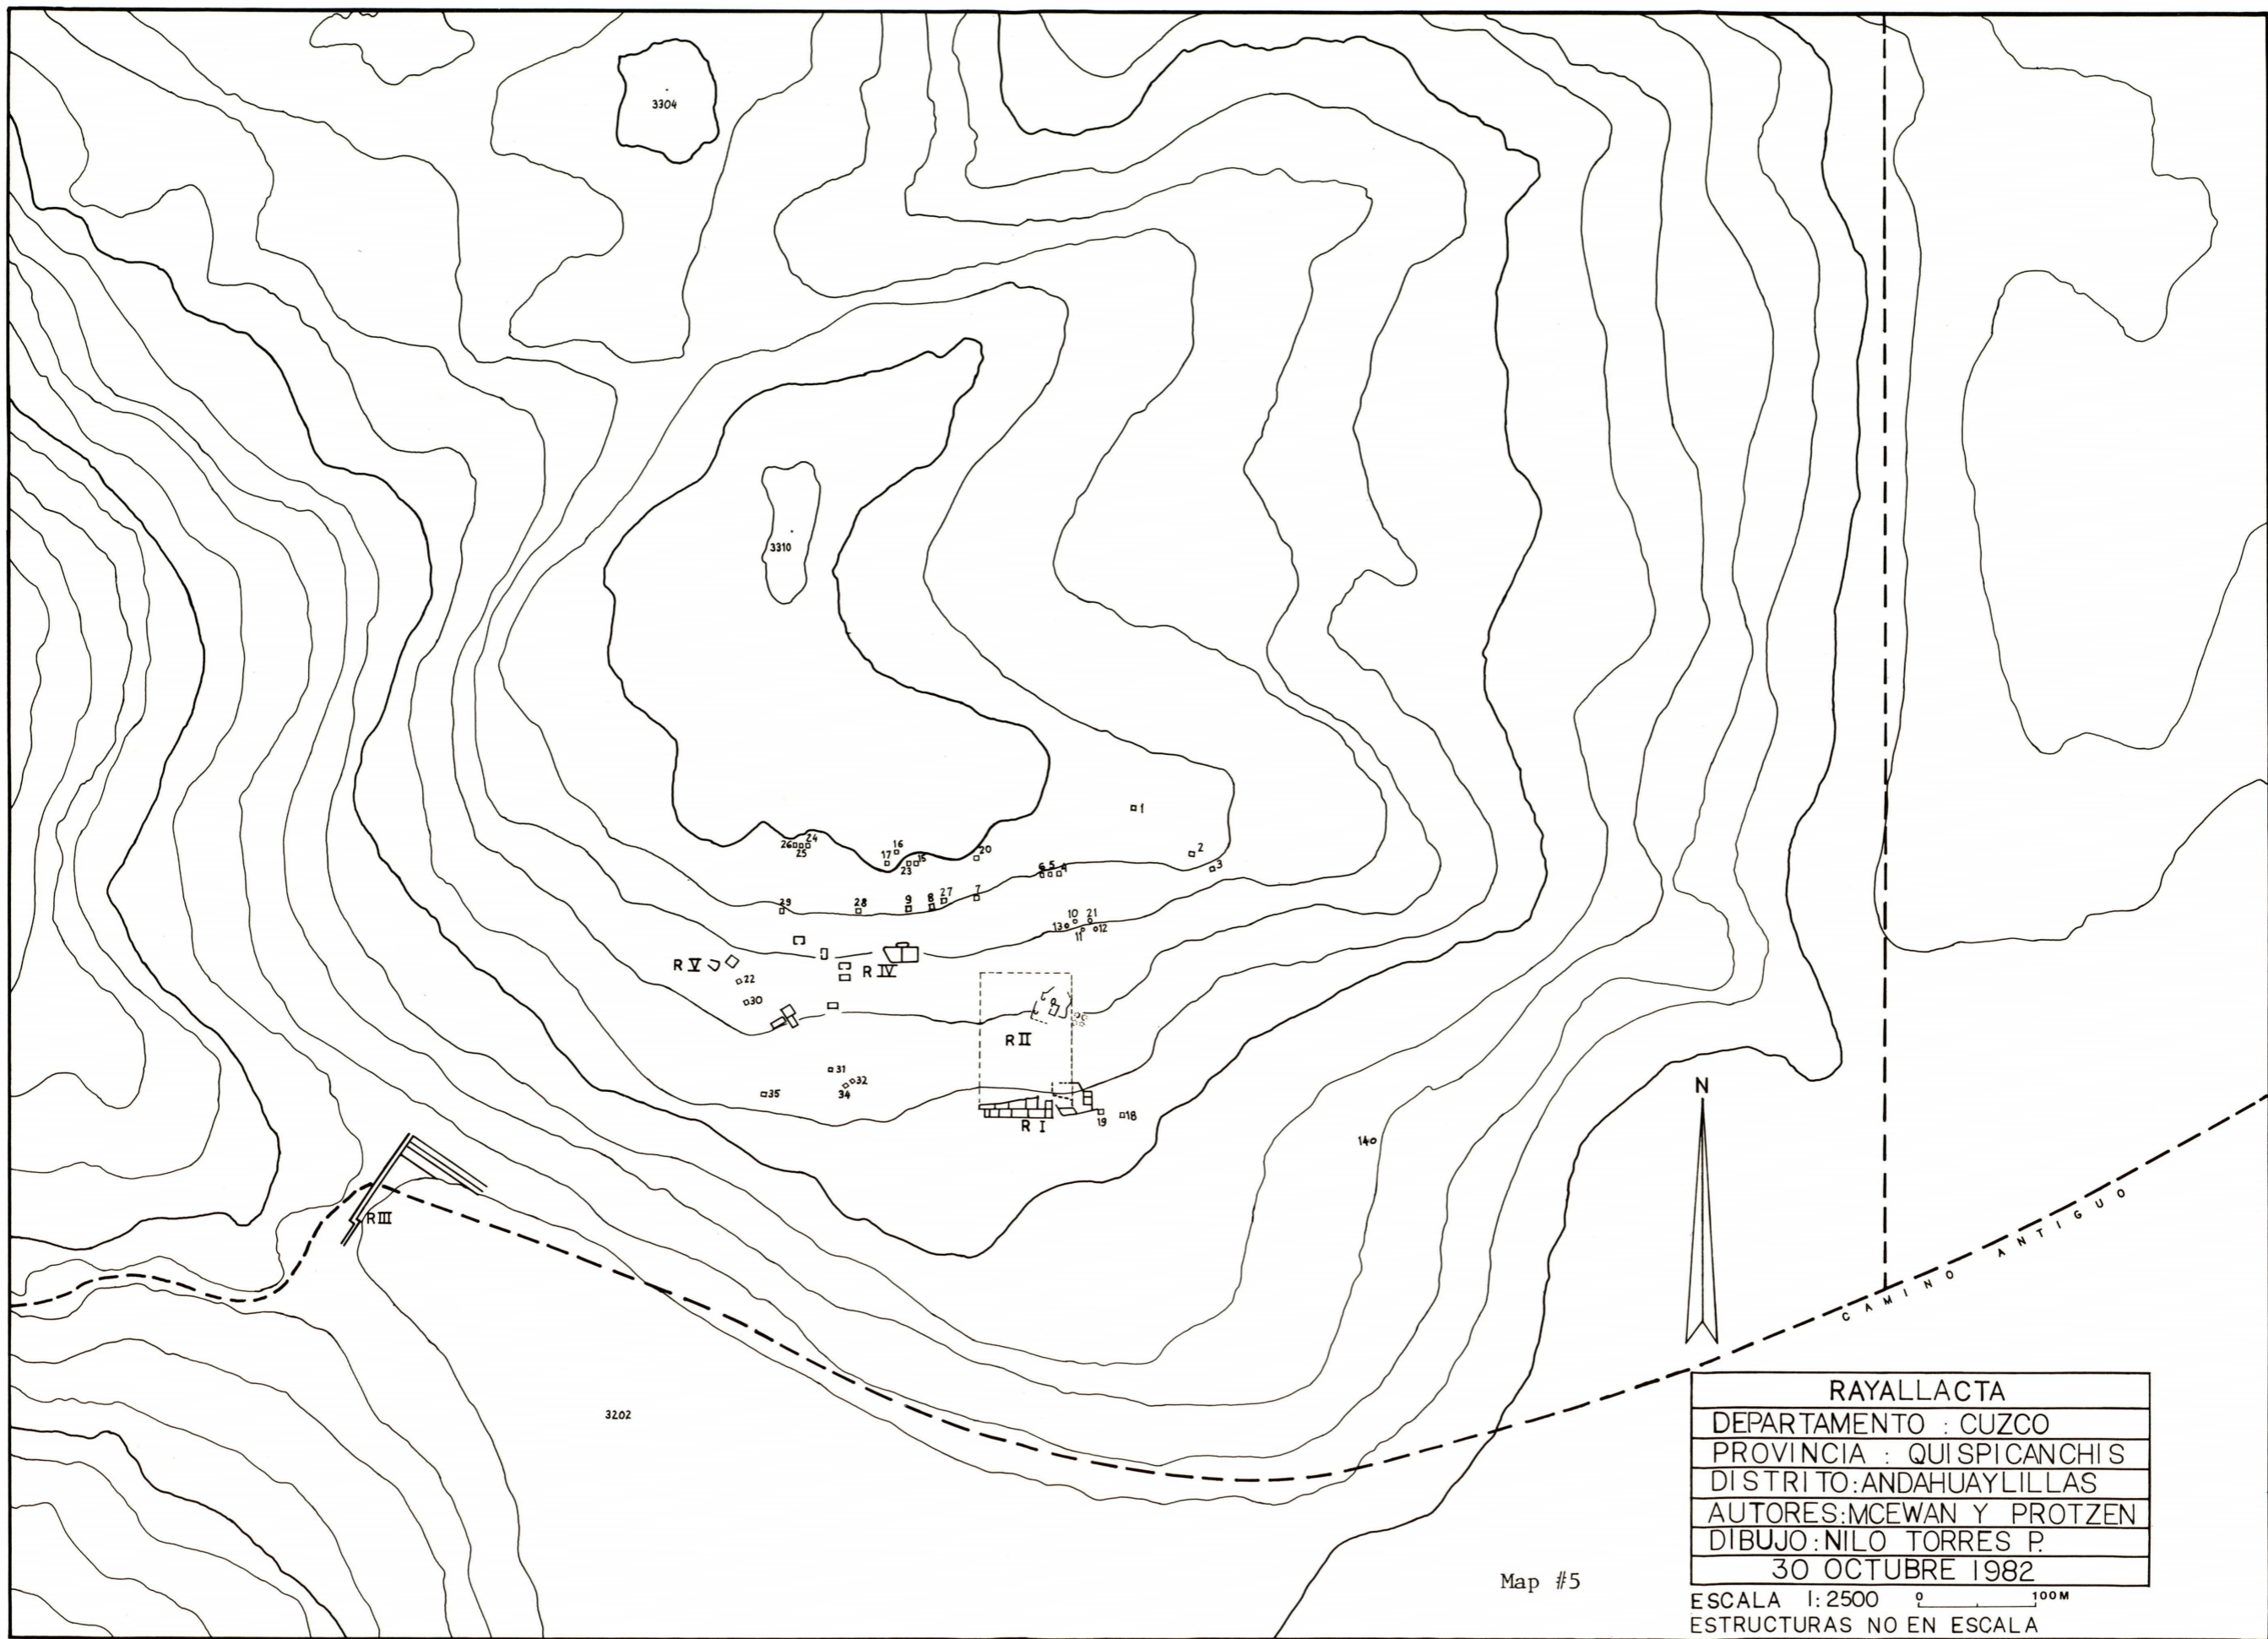 3304
3310
1
2
3
24
26
25
16
17
15
23
20
6 5 4
29
28
9
8
27
7
10
21
13
11
12
R V
R IV
22
30
R II
31
32
34
35
R I
19
18
14o
N
R III
CAMINO ANTIGUO
3202
RAYALLACTA
DEPARTAMENTO : CUZCO
PROVINCIA : QUISPICANCHIS
DISTRITO:ANDAHUAYLILLAS
AUTORES:MCEWAN Y PROTZEN
DIBUJO:NILO TORRES P.
30 OCTUBRE 1982
Map #5
ESCALA 1:2500 0 100M
ESTRUCTURAS NO EN ESCALA